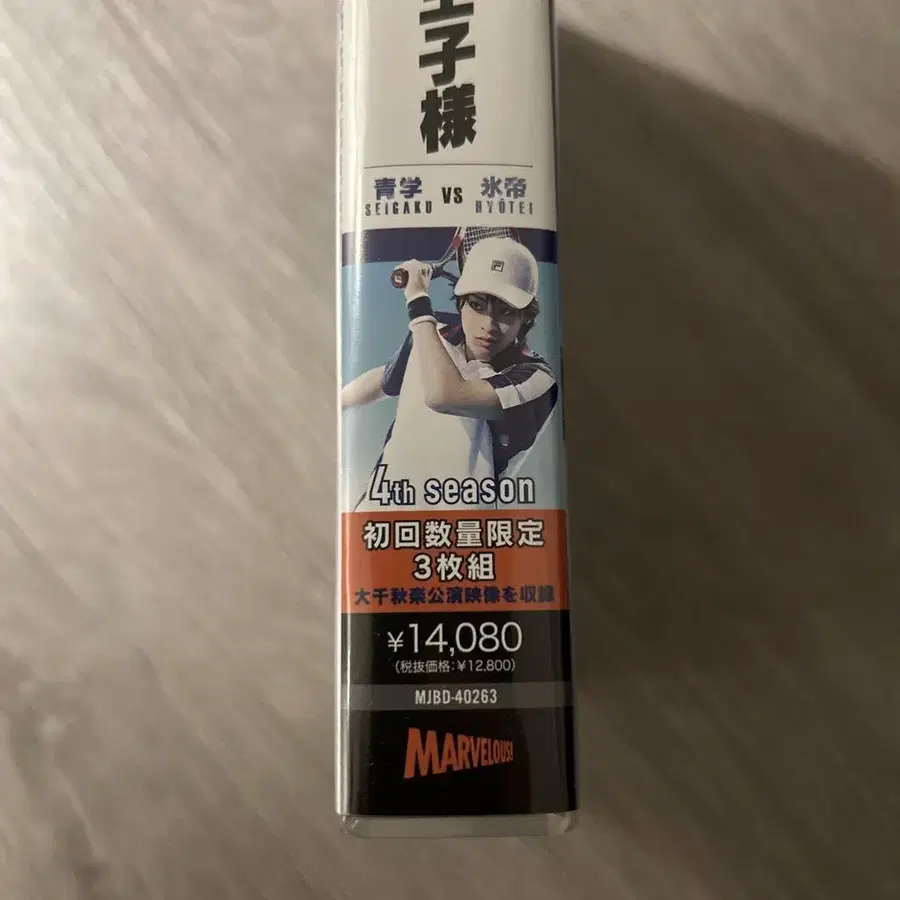 王子様
青学 VS 氷帝
SEIGAKU HYOTEI
4th season
初回数量限定
3枚組
大千秋楽公演映像を収録
¥14,080
(税抜価格:¥12,800)
MJBD-40263
MARVELOUS!